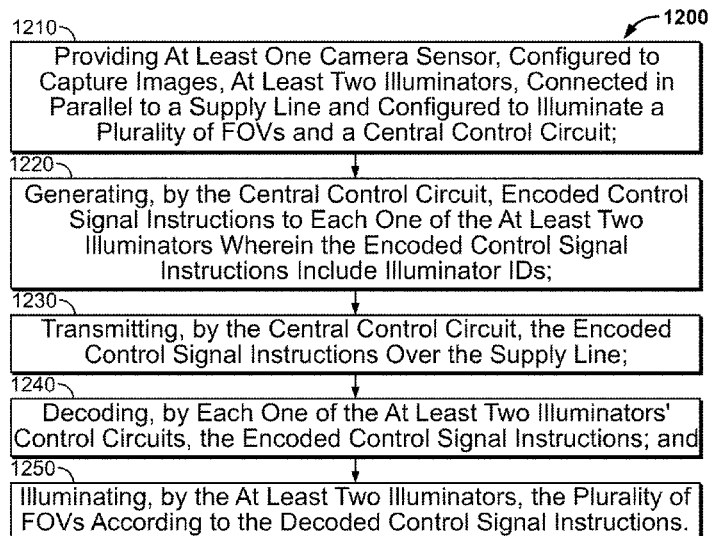 1200
1210
Providing At Least One Camera Sensor, Configured to
Capture Images, At Least Two Illuminators, Connected in
Parallel to a Supply Line and Configured to Illuminate a
Plurality of FOVs and a Central Control Circuit;
1220
Generating, by the Central Control Circuit, Encoded Control
Signal Instructions to Each One of the At Least Two
Illuminators Wherein the Encoded Control Signal
Instructions Include Illuminator IDs;
1230
Transmitting, by the Central Control Circuit, the Encoded
Control Signal Instructions Over the Supply Line;
1240
Decoding, by Each One of the At Least Two Illuminators'
Control Circuits, the Encoded Control Signal Instructions; and
1250
Illuminating, by the At Least Two Illuminators, the Plurality of
FOVs According to the Decoded Control Signal Instructions.